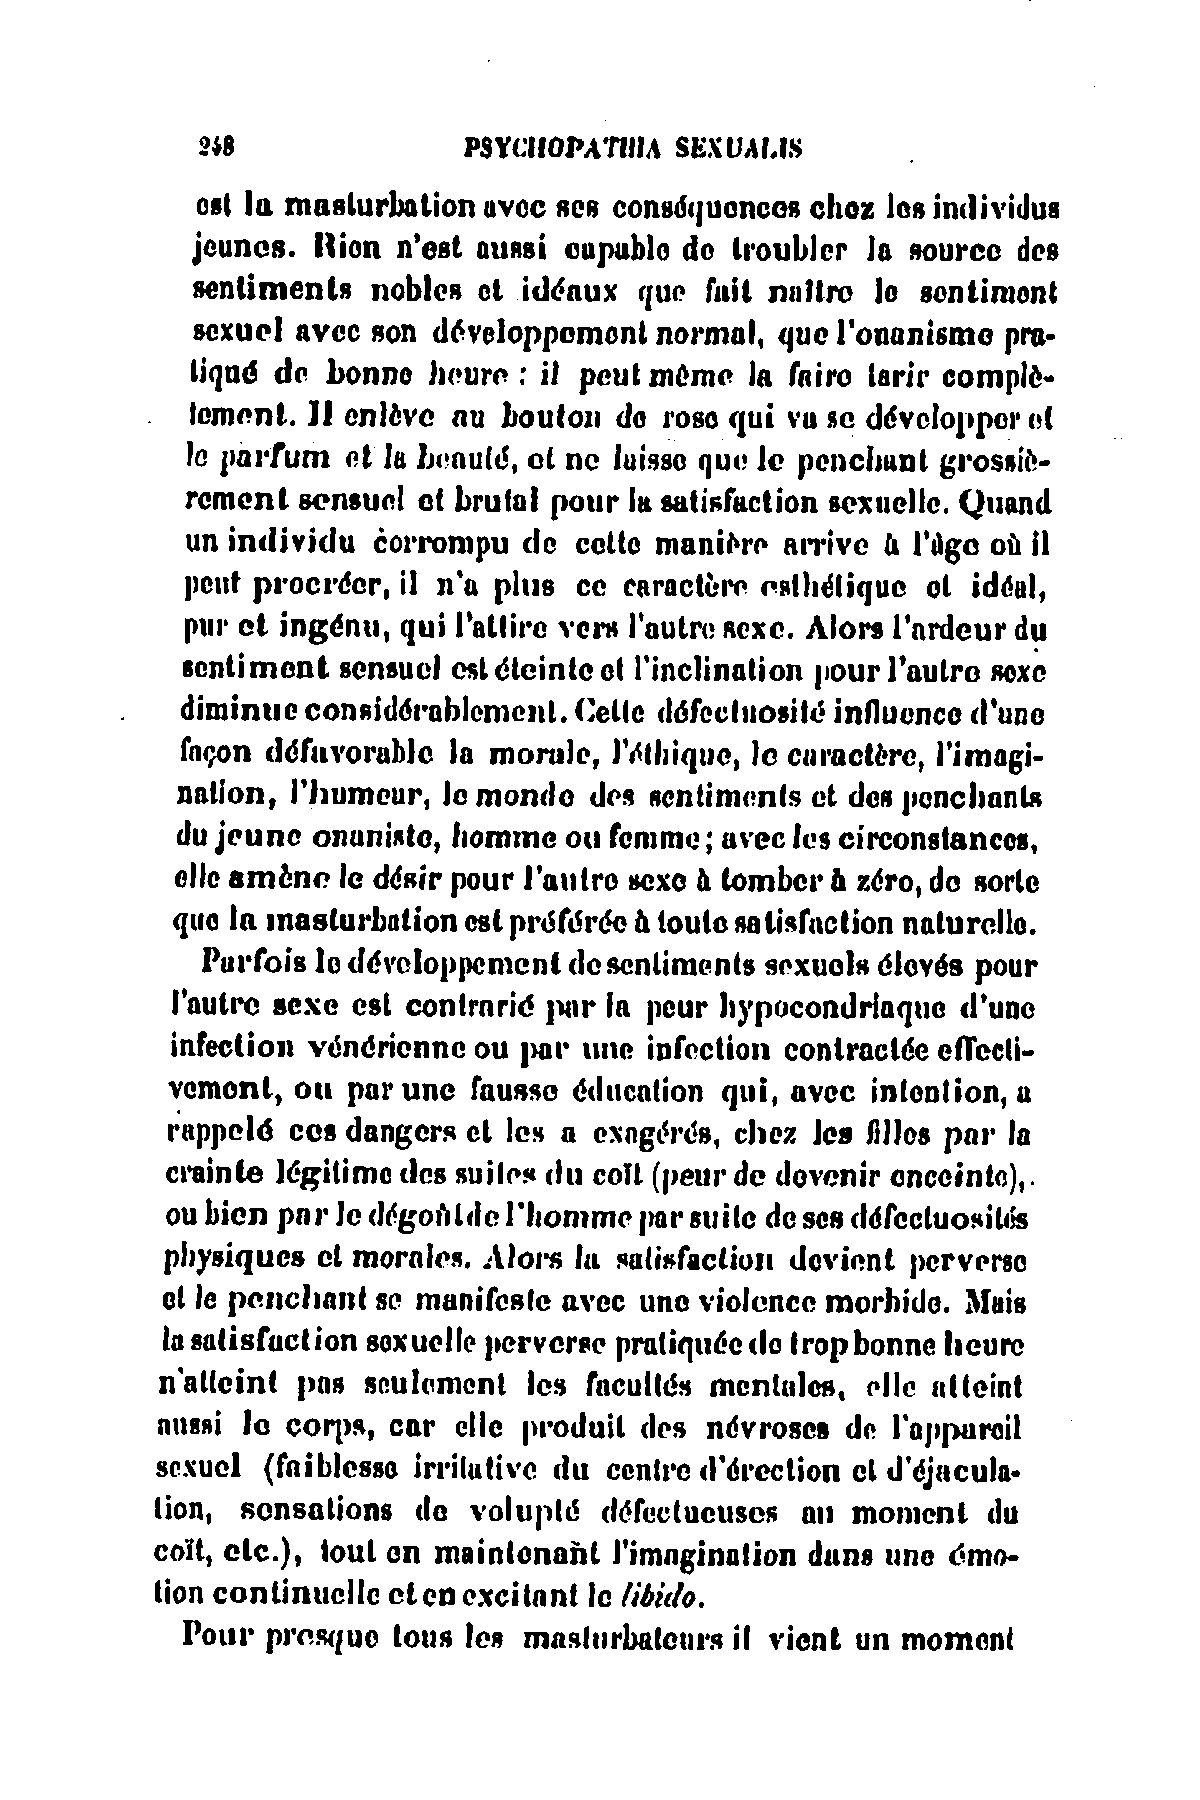 248 PSYCHOPATHIA SEXUALIS
est la masturbation avec ses conséquences chez les individus
jeunes. Rien n'est aussi capable de troubler la source des
sentiments nobles et idéaux que fait naître le sentiment
sexuel avec son développement normal, que l'onanisme pra-
tiqué de bonne heure : il peut même la faire tarir complè-
tement. Il enlève au bouton de rose qui va se développer et
le parfum et la beauté, et ne laisse que le penchant grossiè-
rement sensuel et brutal pour la satisfaction sexuelle. Quand
un individu corrompu de cette manière arrive à l'âge où il
peut procréer, il n'a plus ce caractère esthétique et idéal,
pur et ingénu, qui l'attire vers l'autre sexe. Alors l'ardeur du
sentiment sensuel est éteinte et l'inclination pour l'autre sexe
diminue considérablement. Cette défectuosité influence d'une
façon défavorable la morale, l'éthique, le caractère, l'imagi-
nation, l'humeur, le monde des sentiments et des penchants
du jeune onaniste, homme ou femme ; avec les circonstances,
elle amène le désir pour l'autre sexe à tomber à zéro, de sorte
que la masturbation est préférée à toute satisfaction naturelle.
Parfois le développement de sentiments sexuels élevés pour
l'autre sexe est contrarié par la peur hypocondriaque d'une
infection vénérienne ou par une infection contractée effecti-
vement, ou par une fausse éducation qui, avec intention, a
rappelé ces dangers et les a exagérés, chez les filles par la
crainte légitime des suites du coït (peur de devenir enceinte),
ou bien par le dégoût de l'homme par suite de ses défectuosités
physiques et morales. Alors la satisfaction devient perverse
et le penchant se manifeste avec une violence morbide. Mais
la satisfaction sexuelle perverse pratiquée de trop bonne heure
n'atteint pas seulement les facultés mentales, elle atteint
aussi le corps, car elle produit des névroses de l'appareil
sexuel (faiblesse irritative du centre d'érection et d'éjacula-
tion, sensations de volupté défectueuses au moment du
coït, etc.), tout en maintenant l'imagination dans une émo-
tion continuelle et en excitant le libido.
Pour presque tous les masturbateurs il vient un moment